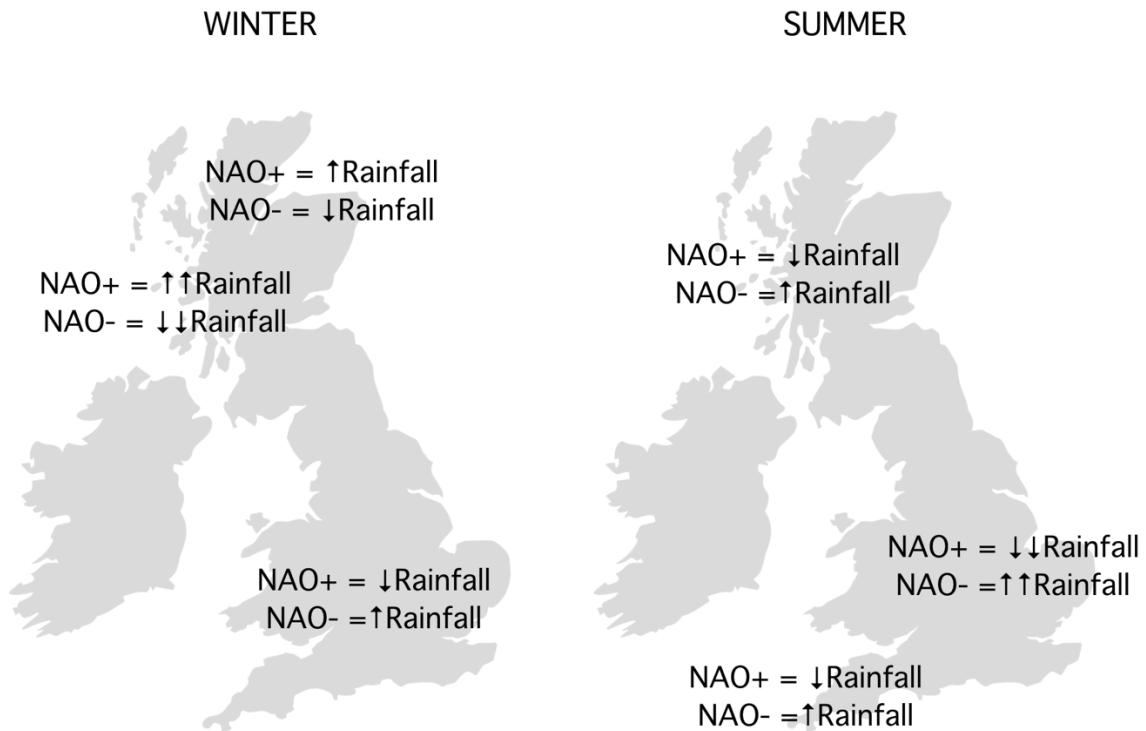 WINTER
NAO+ = ↑Rainfall
NAO- = ↓Rainfall
NAO+ = ↑↑Rainfall
NAO- = ↓↓Rainfall
NAO+ = ↓Rainfall
NAO- =↑Rainfall
SUMMER
NAO+ = ↓Rainfall
NAO- =↑Rainfall
NAO+ = ↓↓Rainfall
NAO- =↑↑Rainfall
NAO+ = ↓Rainfall
NAO- =↑Rainfall